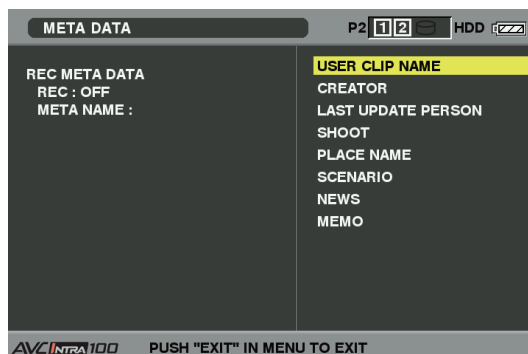 META DATA
P2 1 2 HDD
REC META DATA
REC : OFF
META NAME :
USER CLIP NAME
CREATOR
LAST UPDATE PERSON
SHOOT
PLACE NAME
SCENARIO
NEWS
MEMO
AVC INTRA 100 PUSH "EXIT" IN MENU TO EXIT